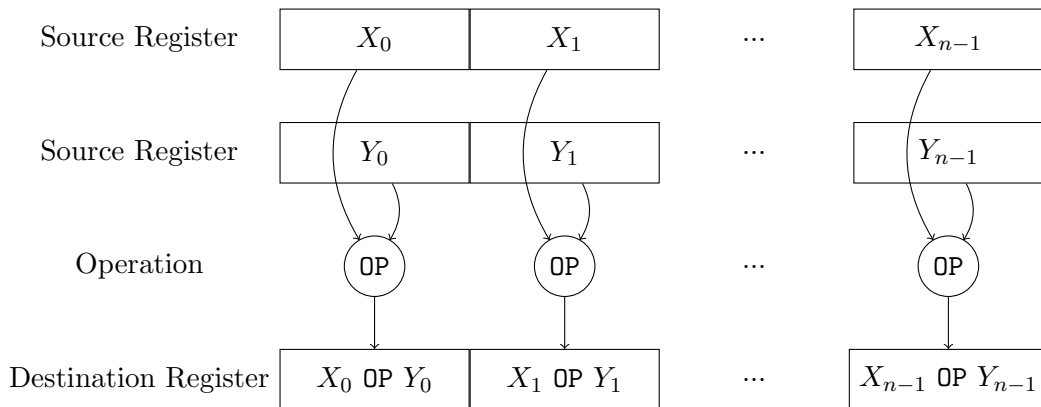 Source Register X₀ X₁ ... Xₙ₋₁
Source Register Y₀ Y₁ ... Yₙ₋₁
Operation OP OP ... OP
Destination Register X₀ OP Y₀ X₁ OP Y₁ ... Xₙ₋₁ OP Yₙ₋₁